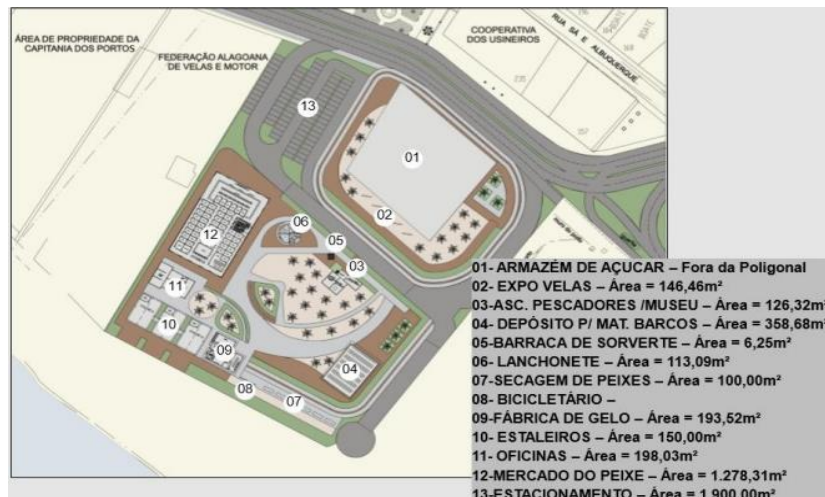 ÁREA DE PROPRIEDADE DA
CAPITANIA DOS PORTOS
FEDERAÇÃO ALAGOANA
DE VELAS E MOTOR
COOPERATIVA
DOS USINEIROS
RUA SÁ E ALBUQUERQUE
13
01
02
06
05
03
12
11
10
09
08
07
04
01- ARMAZÉM DE AÇUCAR – Fora da Poligonal
02- EXPO VELAS – Área = 146,46m²
03-ASC. PESCADORES /MUSEU – Área = 126,32m²
04- DEPÓSITO P/ MAT. BARCOS – Área = 358,68m²
05-BARRACA DE SORVERTE – Área = 6,25m²
06- LANCHONETE – Área = 113,09m²
07-SECAGEM DE PEIXES – Área = 100,00m²
08- BICICLETÁRIO –
09-FÁBRICA DE GELO – Área = 193,52m²
10- ESTALEIROS – Área = 150,00m²
11- OFICINAS – Área = 198,03m²
12-MERCADO DO PEIXE – Área = 1.278,31m²
13-ESTACIONAMENTO – Área = 1.900,00m²